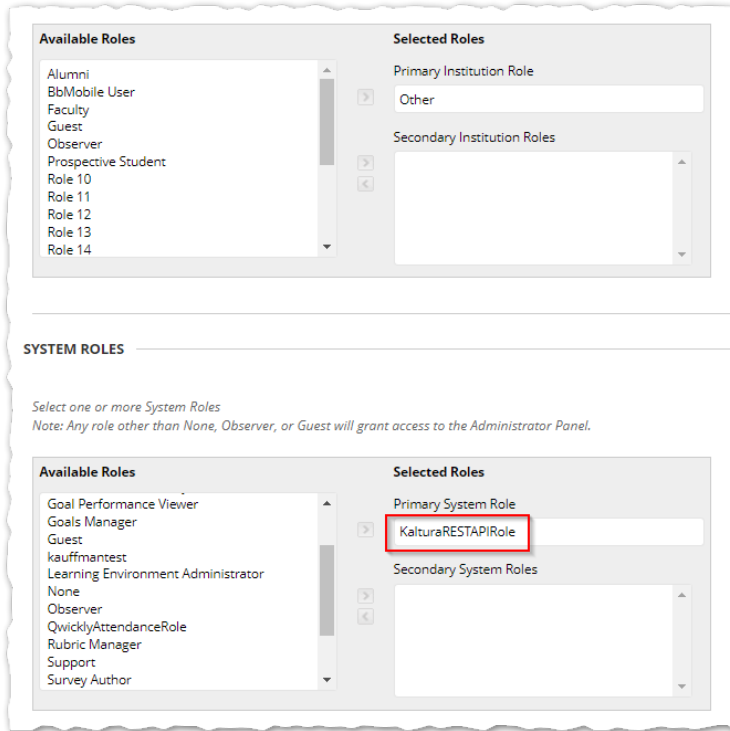 Available Roles
Selected Roles
Alumni
BbMobile User
Faculty
Guest
Observer
Prospective Student
Role 10
Role 11
Role 12
Role 13
Role 14
Primary Institution Role
Other
Secondary Institution Roles
SYSTEM ROLES
Select one or more System Roles
Note: Any role other than None, Observer, or Guest will grant access to the Administrator Panel.
Available Roles
Selected Roles
Goal Performance Viewer
Goals Manager
Guest
kauffmantest
Learning Environment Administrator
None
Observer
QwicklyAttendanceRole
Rubric Manager
Support
Survey Author
Primary System Role
KalturaRESTAPIRole
Secondary System Roles